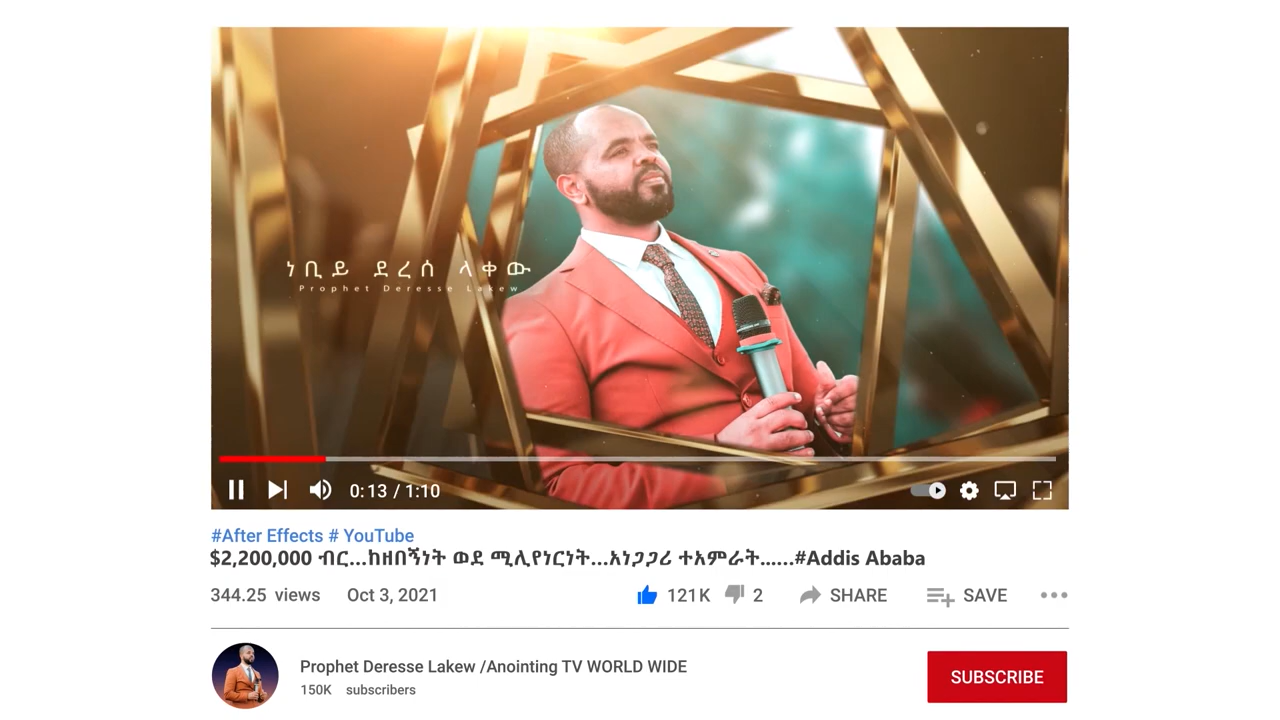 ነቢይ ደረሰ ላቀው
Prophet Deresse Lakew
0:13 / 1:10
#After Effects # YouTube
$2,200,000 ብር...ከዘበኝነት ወደ ሚሊየነርነት...አነጋጋሪ ተአምራት......#Addis Ababa
344.25 views Oct 3, 2021 121K 2 SHARE SAVE
Prophet Deresse Lakew /Anointing TV WORLD WIDE
150K subscribers
SUBSCRIBE